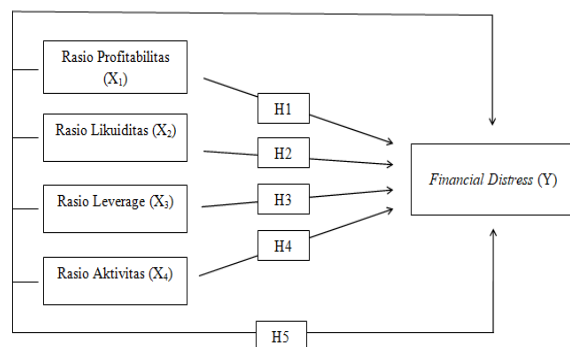 Rasio Profitabilitas
(X₁)
H1
Rasio Likuiditas (X₂)
H2
Financial Distress (Y)
Rasio Leverage (X₃)
H3
H4
Rasio Aktivitas (X₄)
H5